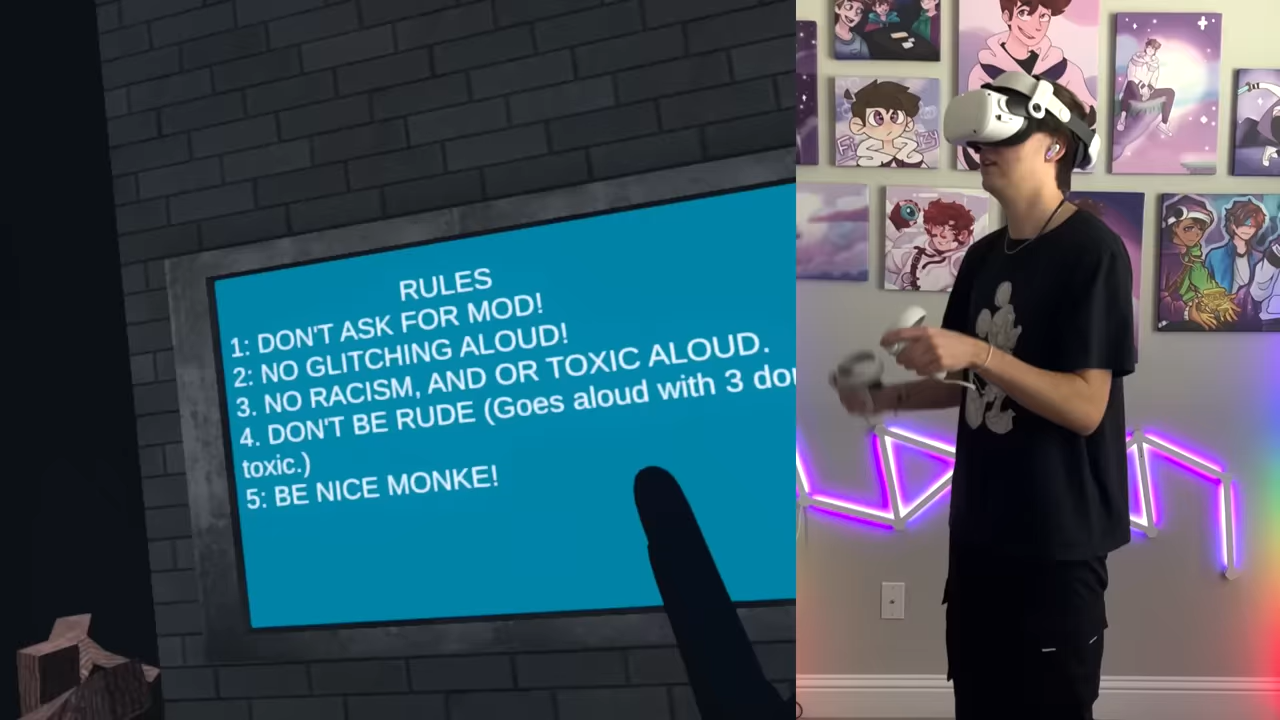 RULES
1: DON'T ASK FOR MOD!
2: NO GLITCHING ALOUD!
3. NO RACISM, AND OR TOXIC ALOUD.
4. DON'T BE RUDE (Goes aloud with 3 
toxic.)
5: BE NICE MONKE!